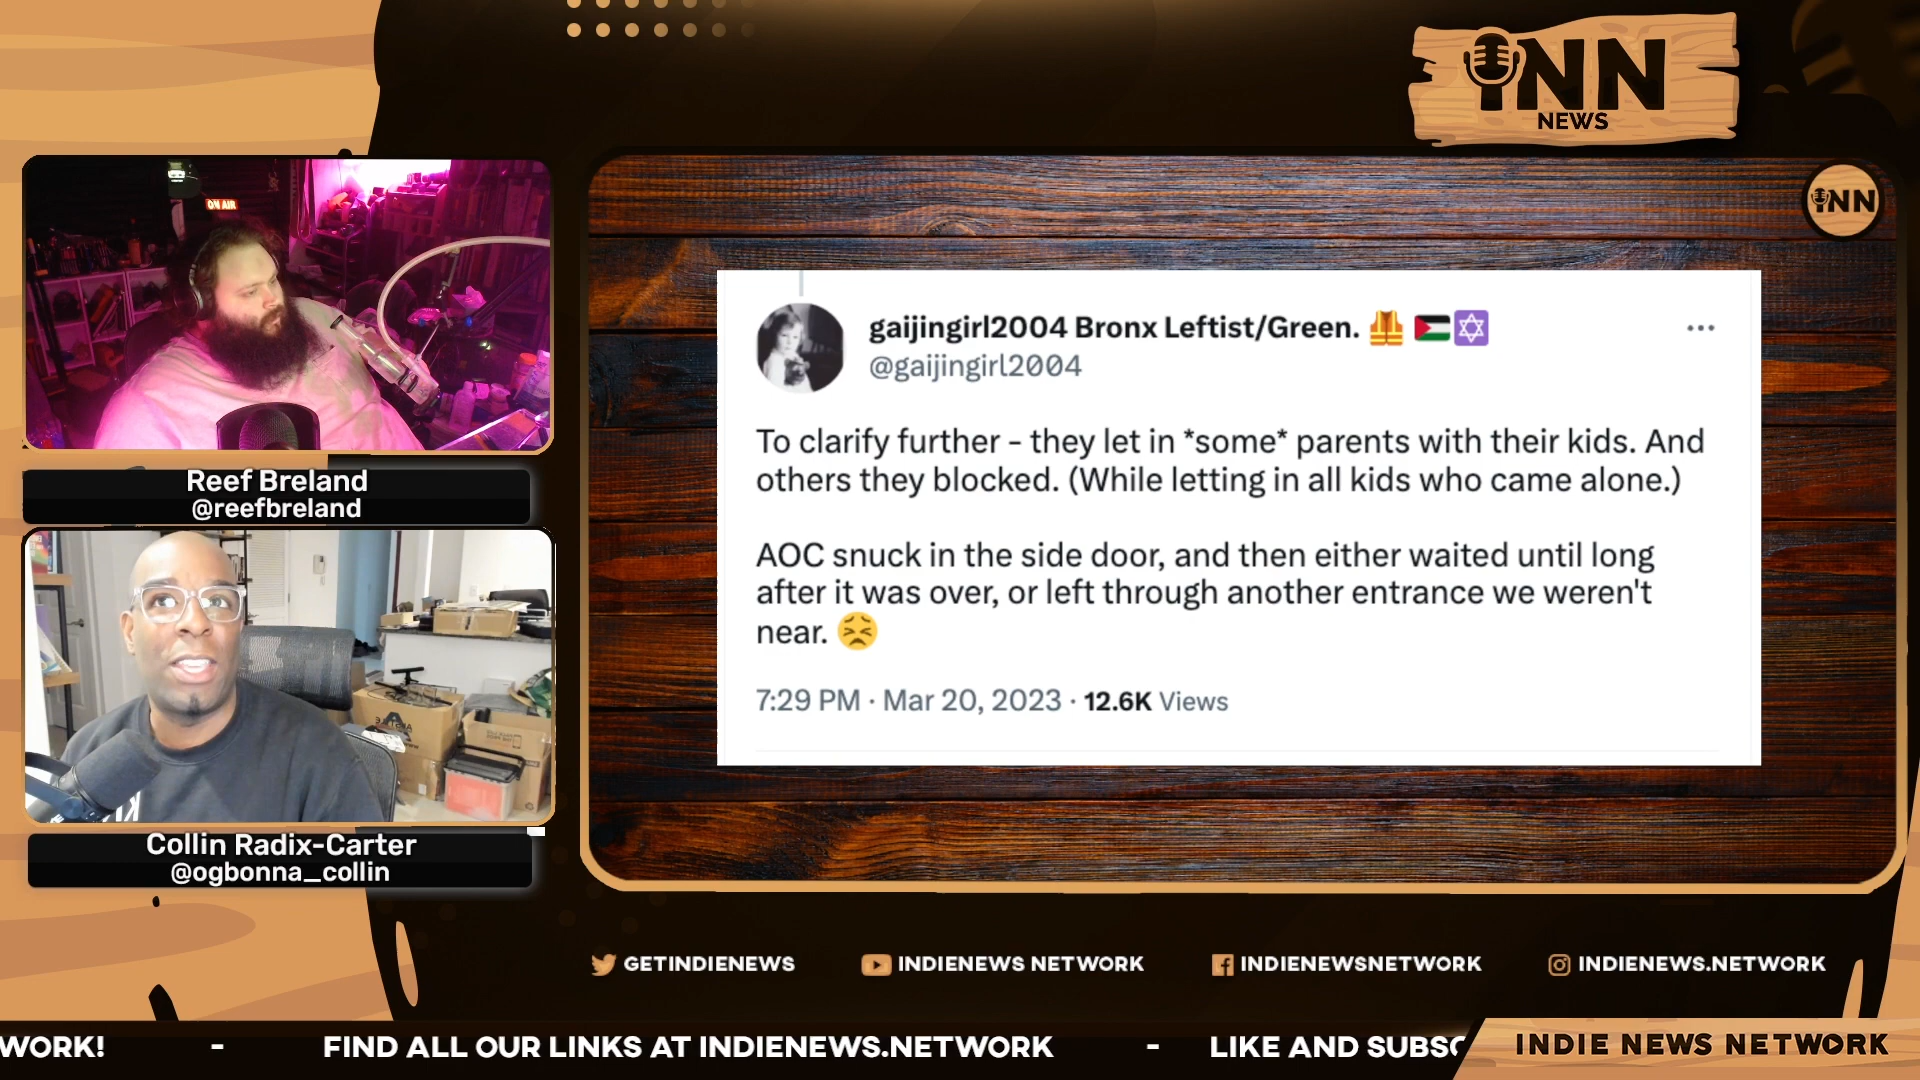 iNN
NEWS
iNN
ON AIR
gaijingirl2004 Bronx Leftist/Green.
@gaijingirl2004
To clarify further - they let in *some* parents with their kids. And
others they blocked. (While letting in all kids who came alone.)
AOC snuck in the side door, and then either waited until long
after it was over, or left through another entrance we weren't
near. 😣
7:29 PM · Mar 20, 2023 · 12.6K Views
Reef Breland
@reefbreland
Collin Radix-Carter
@ogbonna_collin
GETINDIENEWS
INDIENEWS NETWORK
INDIENEWSNETWORK
INDIENEWS.NETWORK
WORK! - FIND ALL OUR LINKS AT INDIENEWS.NETWORK - LIKE AND SUBSC
INDIE NEWS NETWORK